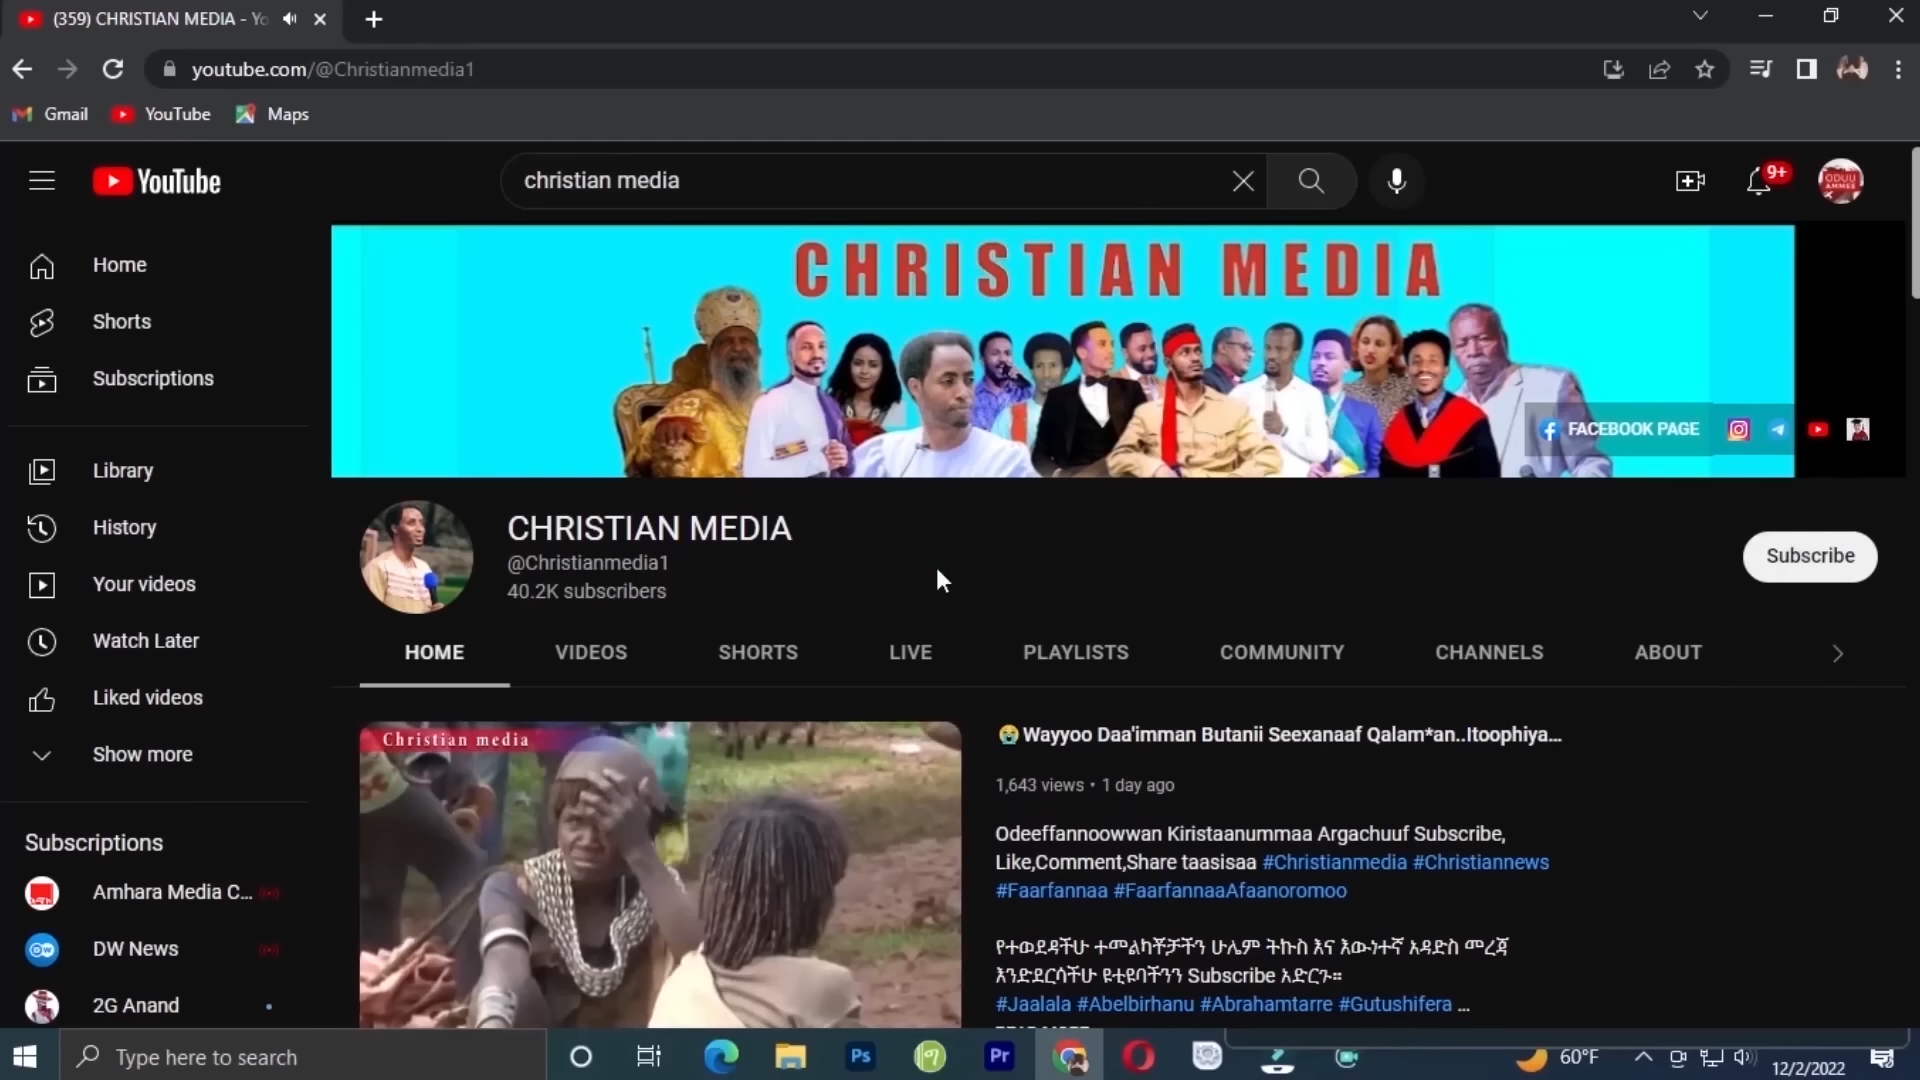 (359) CHRISTIAN MEDIA - Yo
youtube.com/@Christianmedia1
Gmail
YouTube
Maps
YouTube
christian media
9+
ODUU
Home
Shorts
Subscriptions
Library
History
Your videos
Watch Later
Liked videos
Show more
Subscriptions
Amhara Media C...
DW News
2G Anand
CHRISTIAN MEDIA
FACEBOOK PAGE
CHRISTIAN MEDIA
@Christianmedia1
40.2K subscribers
Subscribe
HOME
VIDEOS
SHORTS
LIVE
PLAYLISTS
COMMUNITY
CHANNELS
ABOUT
Christian media
😭Wayyoo Daa'imman Butanii Seexanaaf Qalam*an..Itoophiya...
1,643 views • 1 day ago
Odeeffannoowwan Kiristaanummaa Argachuuf Subscribe,
Like,Comment,Share taasisaa #Christianmedia #Christiannews
#Faarfannaa #FaarfannaaAfaanoromoo
የተወደዳችሁ ተመልካቾቻችን ሁሌም ትኩስ እና እውነተኛ አዳድስ መረጃ
እንድደርሳችሁ ዩቲዩባችንን Subscribe አድርጉ።
#Jaalala #Abelbirhanu #Abrahamtarre #Gutushifera ...
Type here to search
Ps
Pr
60°F
12/2/2022